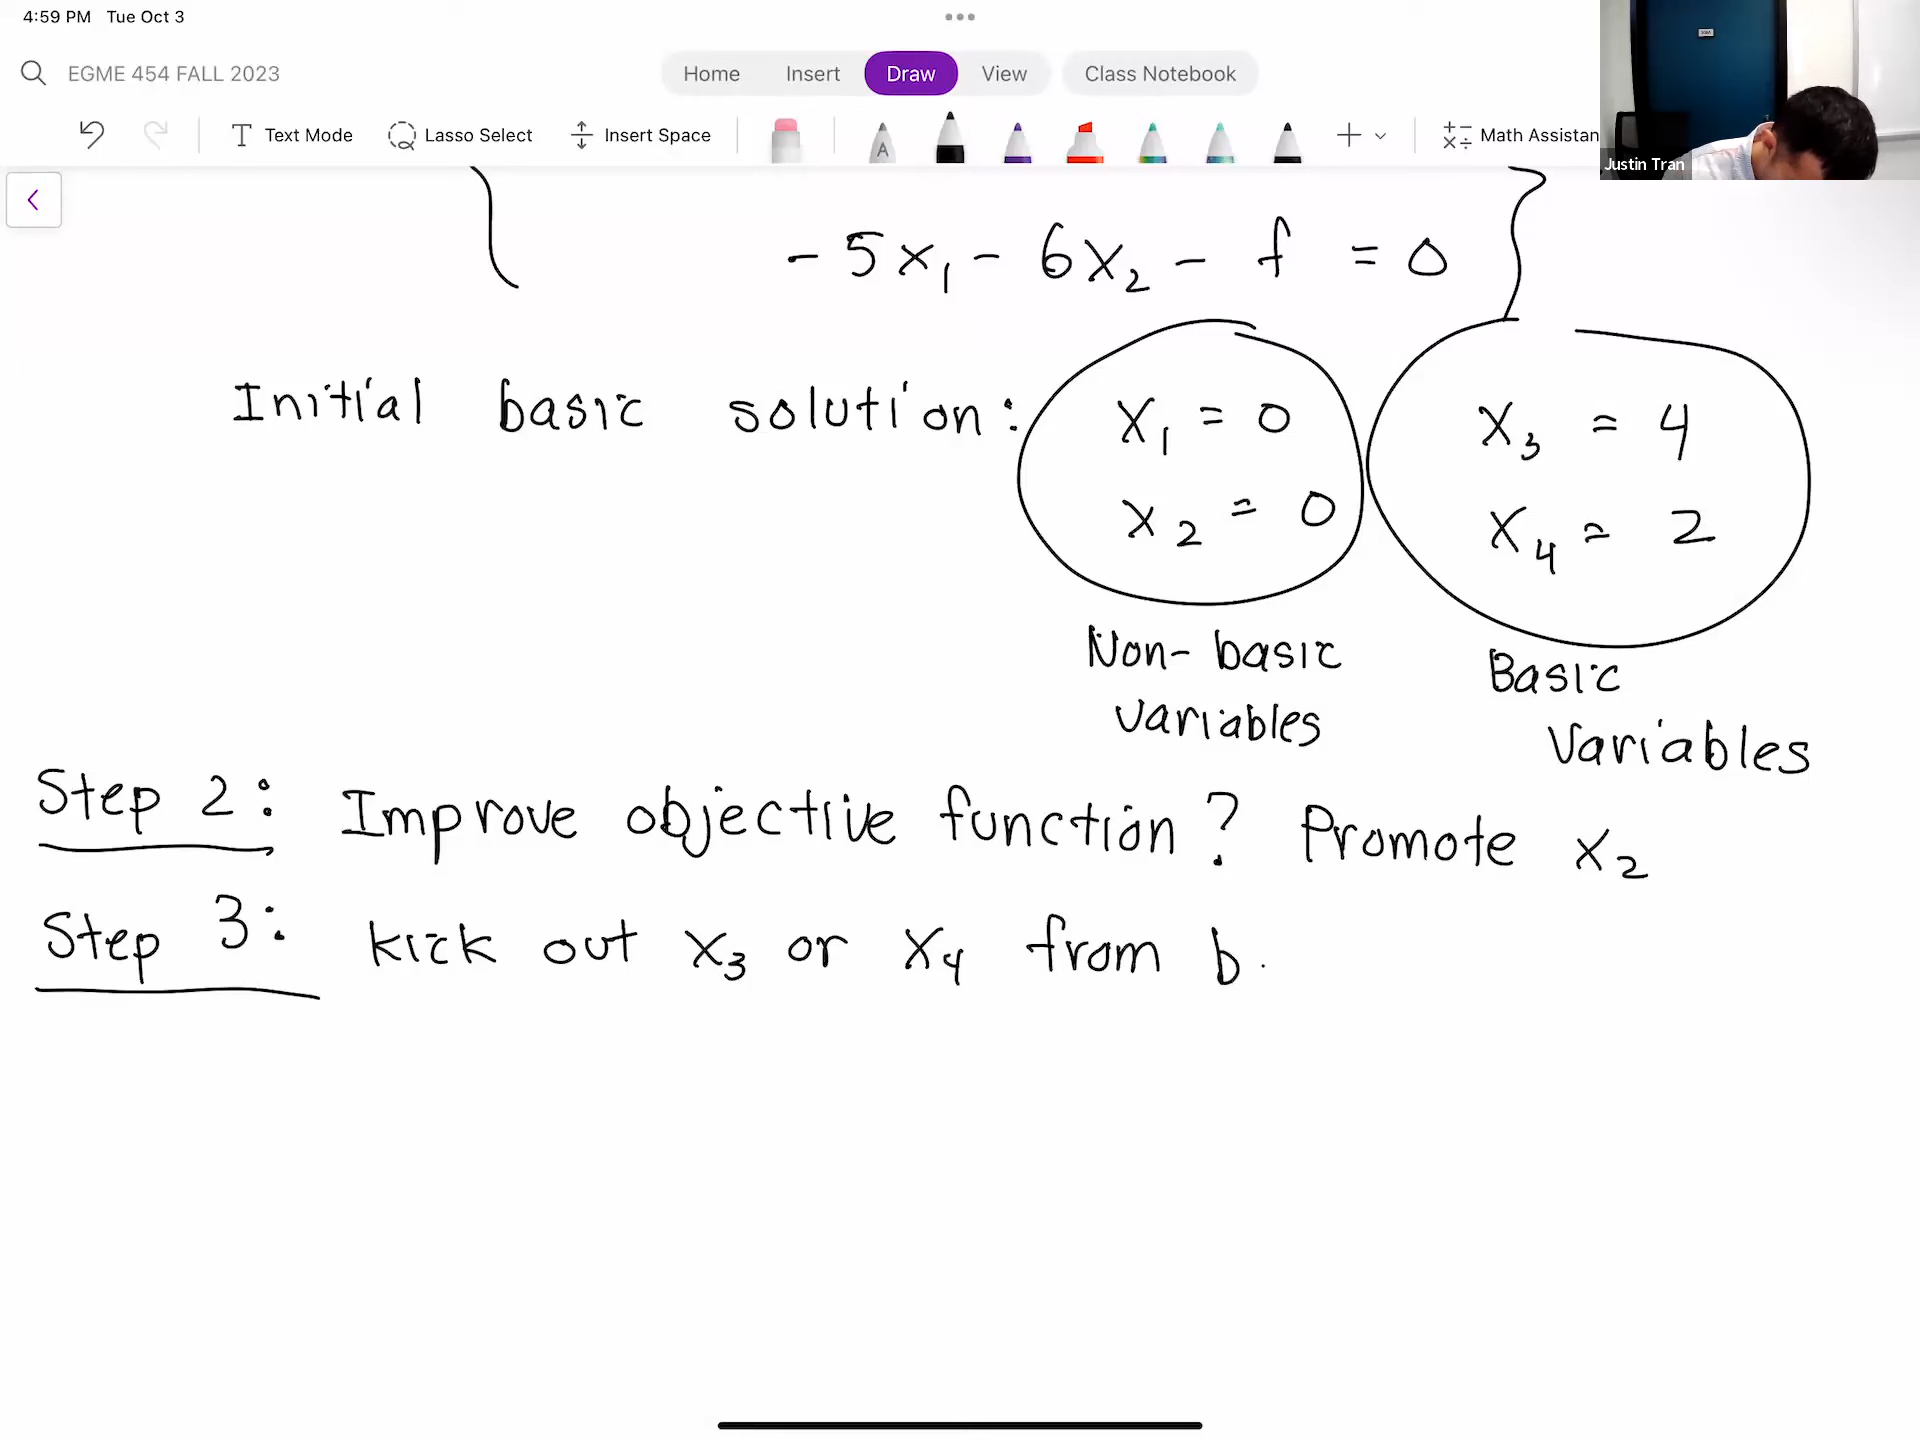 4:59 PM Tue Oct 3
EGME 454 FALL 2023
Home Insert Draw View Class Notebook
Text Mode Lasso Select Insert Space A Math Assistan
Justin Tran
- 5x₁ - 6x₂ - f = 0
Initial basic solution: x₁ = 0 x₃ = 4
x₂ = 0 x₄ = 2
Non-basic variables
Basic variables
Step 2: Improve objective function? Promote x₂
Step 3: kick out x₃ or x₄ from b.